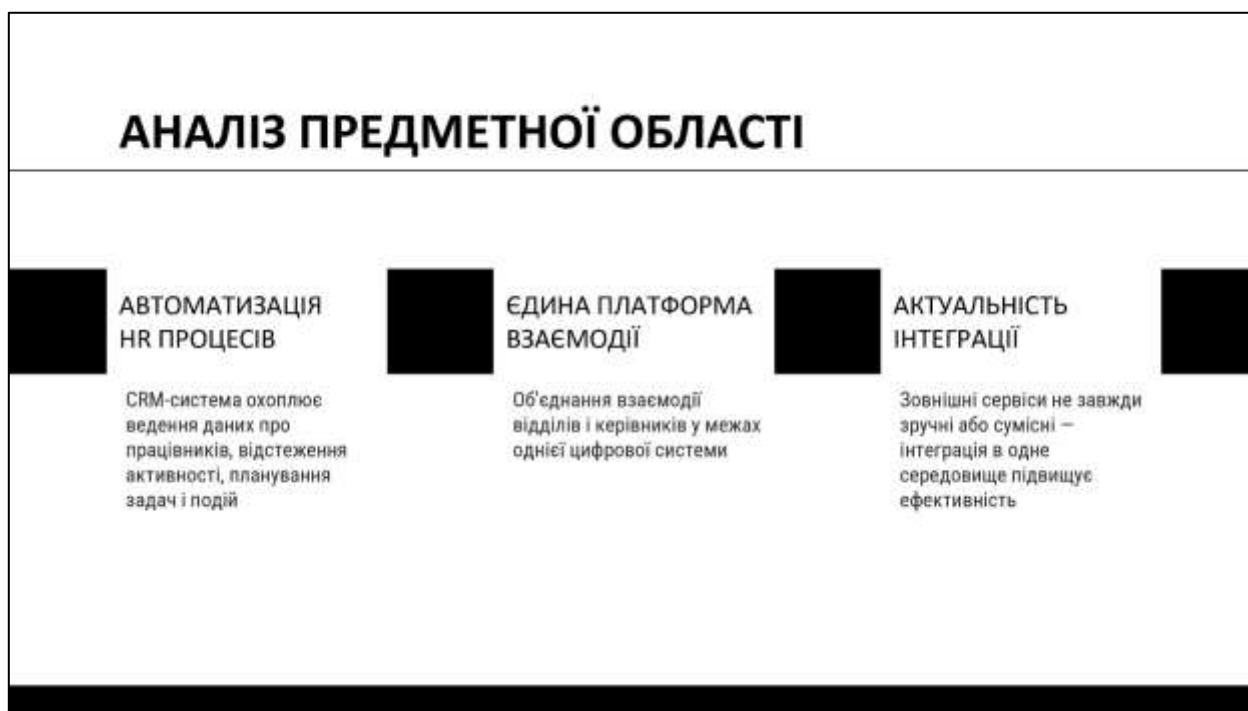 АНАЛІЗ ПРЕДМЕТНОЇ ОБЛАСТІ
АВТОМАТИЗАЦІЯ
HR ПРОЦЕСІВ
CRM-система охоплює
ведення даних про
працівників, відстеження
активності, планування
задач і подій
ЄДИНА ПЛАТФОРМА
ВЗАЄМОДІЇ
Об'єднання взаємодії
відділів і керівників у межах
однієї цифрової системи
АКТУАЛЬНІСТЬ
ІНТЕГРАЦІЇ
Зовнішні сервіси не завжди
зручні або сумісні —
інтеграція в одне
середовище підвищує
ефективність